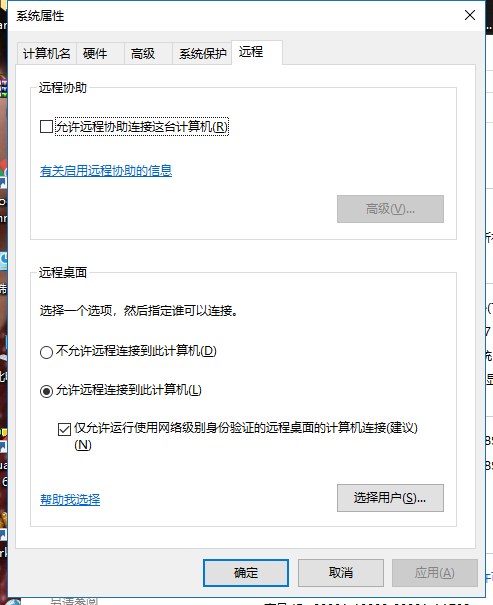 系统属性
计算机名 硬件 高级 系统保护 远程
远程协助
允许远程协助连接这台计算机(R)
有关启用远程协助的信息
高级(V)...
远程桌面
选择一个选项，然后指定谁可以连接。
不允许远程连接到此计算机(D)
允许远程连接到此计算机(L)
仅允许运行使用网络级别身份验证的远程桌面的计算机连接(建议)
(N)
帮助我选择
选择用户(S)...
确定 取消 应用(A)